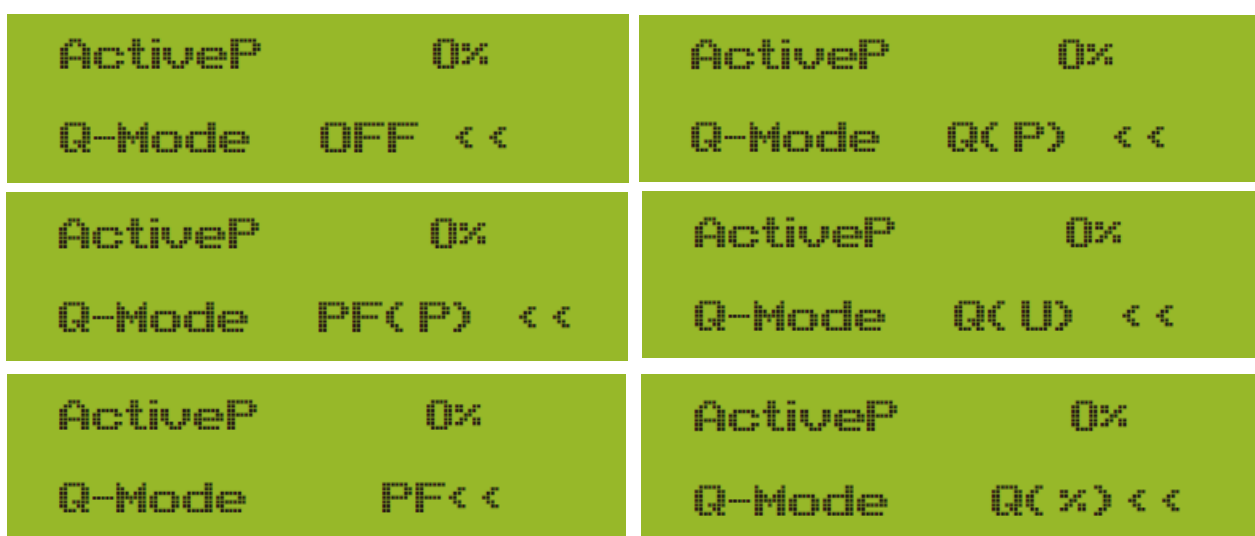 ActiveP 0%
Q-Mode OFF <<
ActiveP 0%
Q-Mode Q(P) <<
ActiveP 0%
Q-Mode PF(P) <<
ActiveP 0%
Q-Mode Q(U) <<
ActiveP 0%
Q-Mode PF<<
ActiveP 0%
Q-Mode Q(%)<<